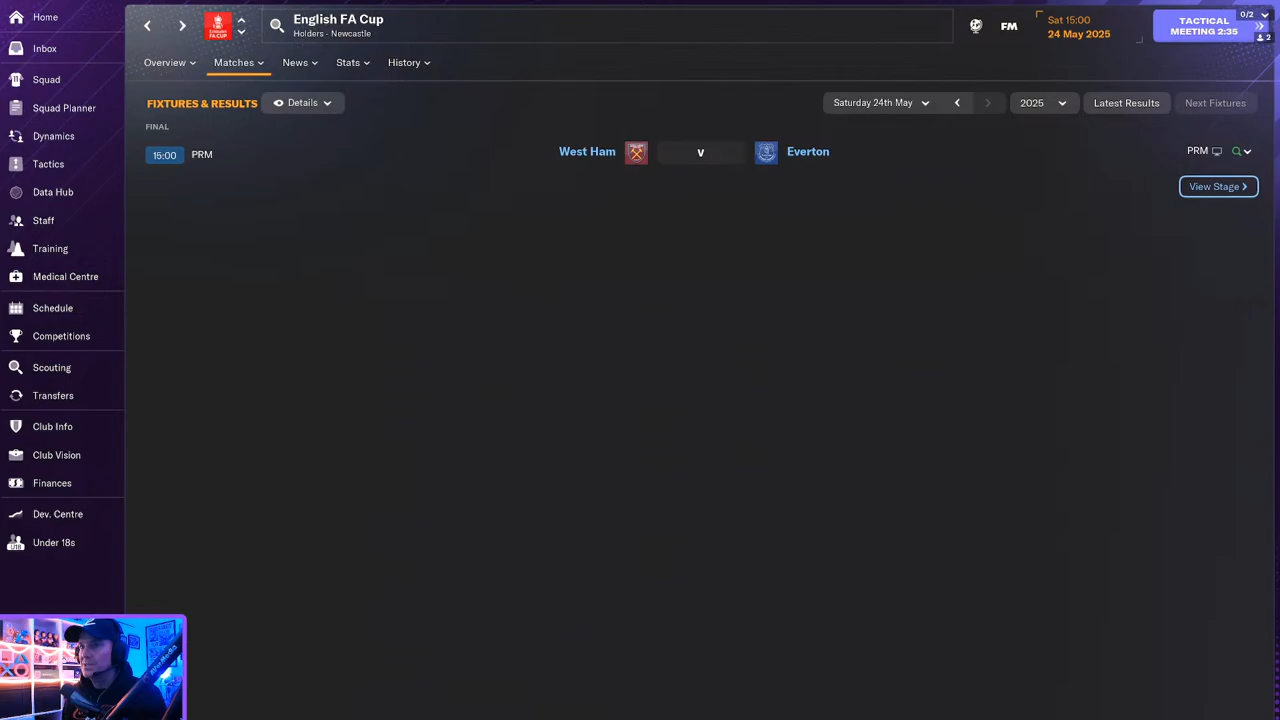 Home
English FA Cup
Holders - Newcastle
FM
Sat 15:00
24 May 2025
TACTICAL
MEETING 2:35
0/2
2
Inbox
Overview
Matches
News
Stats
History
Squad
Squad Planner
Dynamics
Tactics
Data Hub
Staff
Training
Medical Centre
Schedule
Competitions
Scouting
Transfers
Club Info
Club Vision
Finances
Dev. Centre
Under 18s
FIXTURES & RESULTS
Details
Saturday 24th May
2025
Latest Results
Next Fixtures
FINAL
15:00 PRM West Ham v Everton PRM
View Stage